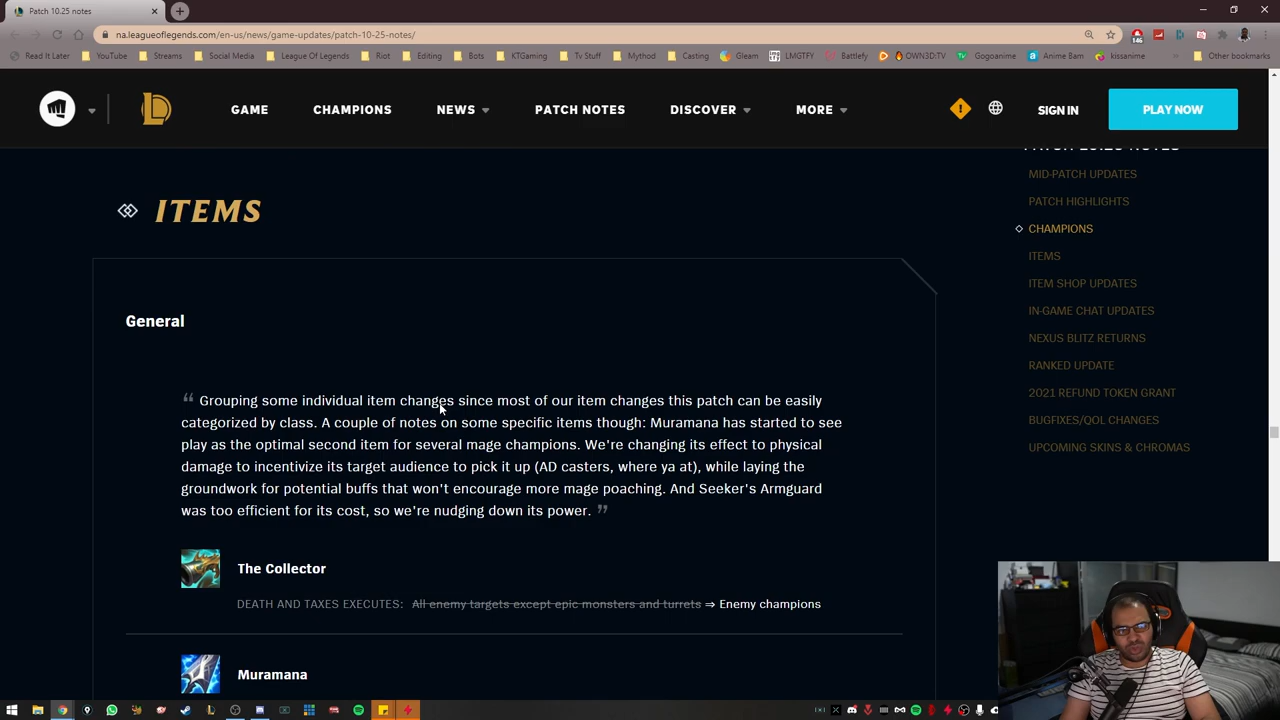 Patch 10.25 notes
na.leagueoflegends.com/en-us/news/game-updates/patch-10-25-notes/
146
Read It Later YouTube Streams Social Media League Of Legends Riot Editing Bots KTGaming Tv Stuff Mythod Casting Gleam LMGTFY Battlefy OWN3D:TV Gogoanime Anime Bam kissanime Other bookmarks
GAME CHAMPIONS NEWS PATCH NOTES DISCOVER MORE SIGN IN PLAY NOW
ITEMS
General
“ Grouping some individual item changes since most of our item changes this patch can be easily
categorized by class. A couple of notes on some specific items though: Muramana has started to see
play as the optimal second item for several mage champions. We're changing its effect to physical
damage to incentivize its target audience to pick it up (AD casters, where ya at), while laying the
groundwork for potential buffs that won't encourage more mage poaching. And Seeker's Armguard
was too efficient for its cost, so we're nudging down its power. ”
The Collector
DEATH AND TAXES EXECUTES: All enemy targets except epic monsters and turrets ⇒ Enemy champions
Muramana
PATCH 10.25 NOTES
MID-PATCH UPDATES
PATCH HIGHLIGHTS
CHAMPIONS
ITEMS
ITEM SHOP UPDATES
IN-GAME CHAT UPDATES
NEXUS BLITZ RETURNS
RANKED UPDATE
2021 REFUND TOKEN GRANT
BUGFIXES/QOL CHANGES
UPCOMING SKINS & CHROMAS